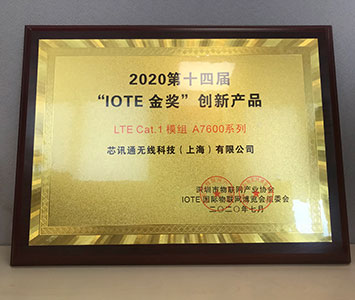 2020第十四届
“IOTE 金奖”创新产品
LTE Cat.1 模组 A7600系列
芯讯通无线科技（上海）有限公司
深圳市物联网产业协会
IOTE 国际物联网博览会组委会
二〇二〇年七月